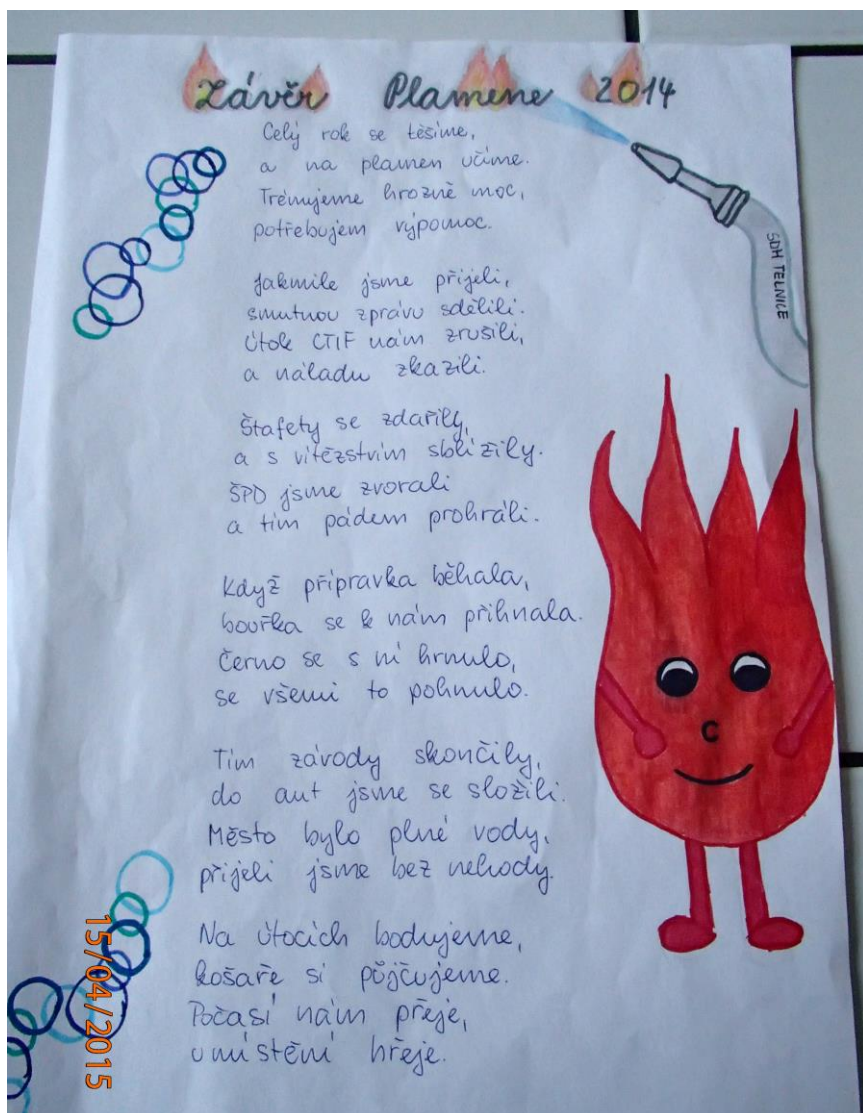 Závěr Plamene 2014
Celý rok se těšíme,
a na plamen učíme.
Trénujeme hrozně moc,
potřebujem výpomoc.
Jakmile jsme přijeli,
smutnou zprávu sdělili.
Útok CTIF nám zrušili,
a náladu zkazili.
Štafety se zdařily,
a s vítězstvím sblížily.
ŠPD jsme zvorali
a tím pádem prohráli.
Když přípravka běhala,
bouřka se k nám přihnala.
Černo se s ní hrnulo,
se všemi to pohnulo.
Tím závody skončily,
do aut jsme se složili.
Město bylo plné vody,
přijeli jsme bez nehody.
Na útocích bodujeme,
košaře si půjčujeme.
Počasí nám přeje,
umístění hřeje.
SDH TELNICE
15/04/2015